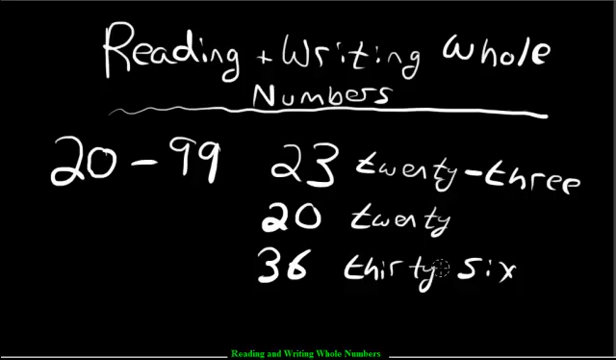 Reading + Writing Whole
Numbers
20 - 99
23 twenty-three
20 twenty
36 thirty six
Reading and Writing Whole Numbers